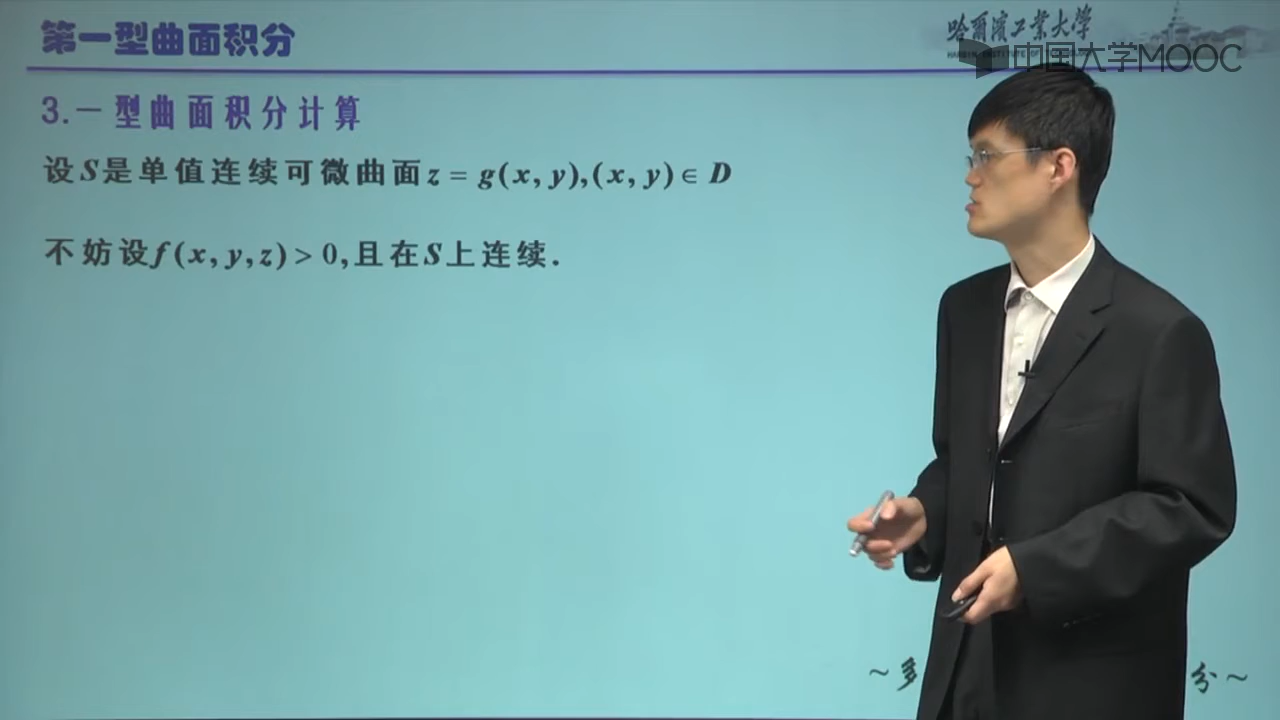 第一型曲面积分
哈尔滨工业大学
中国大学MOOC
3.一型曲面积分计算
设S是单值连续可微曲面z = g(x, y),(x, y)∈D
不妨设f(x, y, z) > 0,且在S上连续.
~多
分~